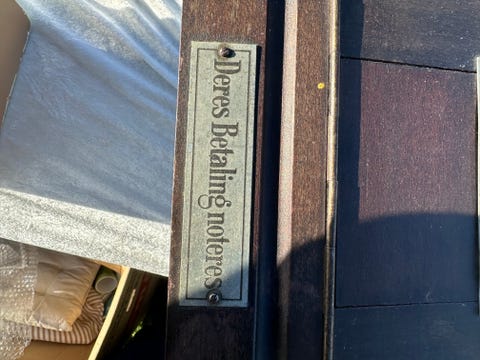 Deres Betaling noteres